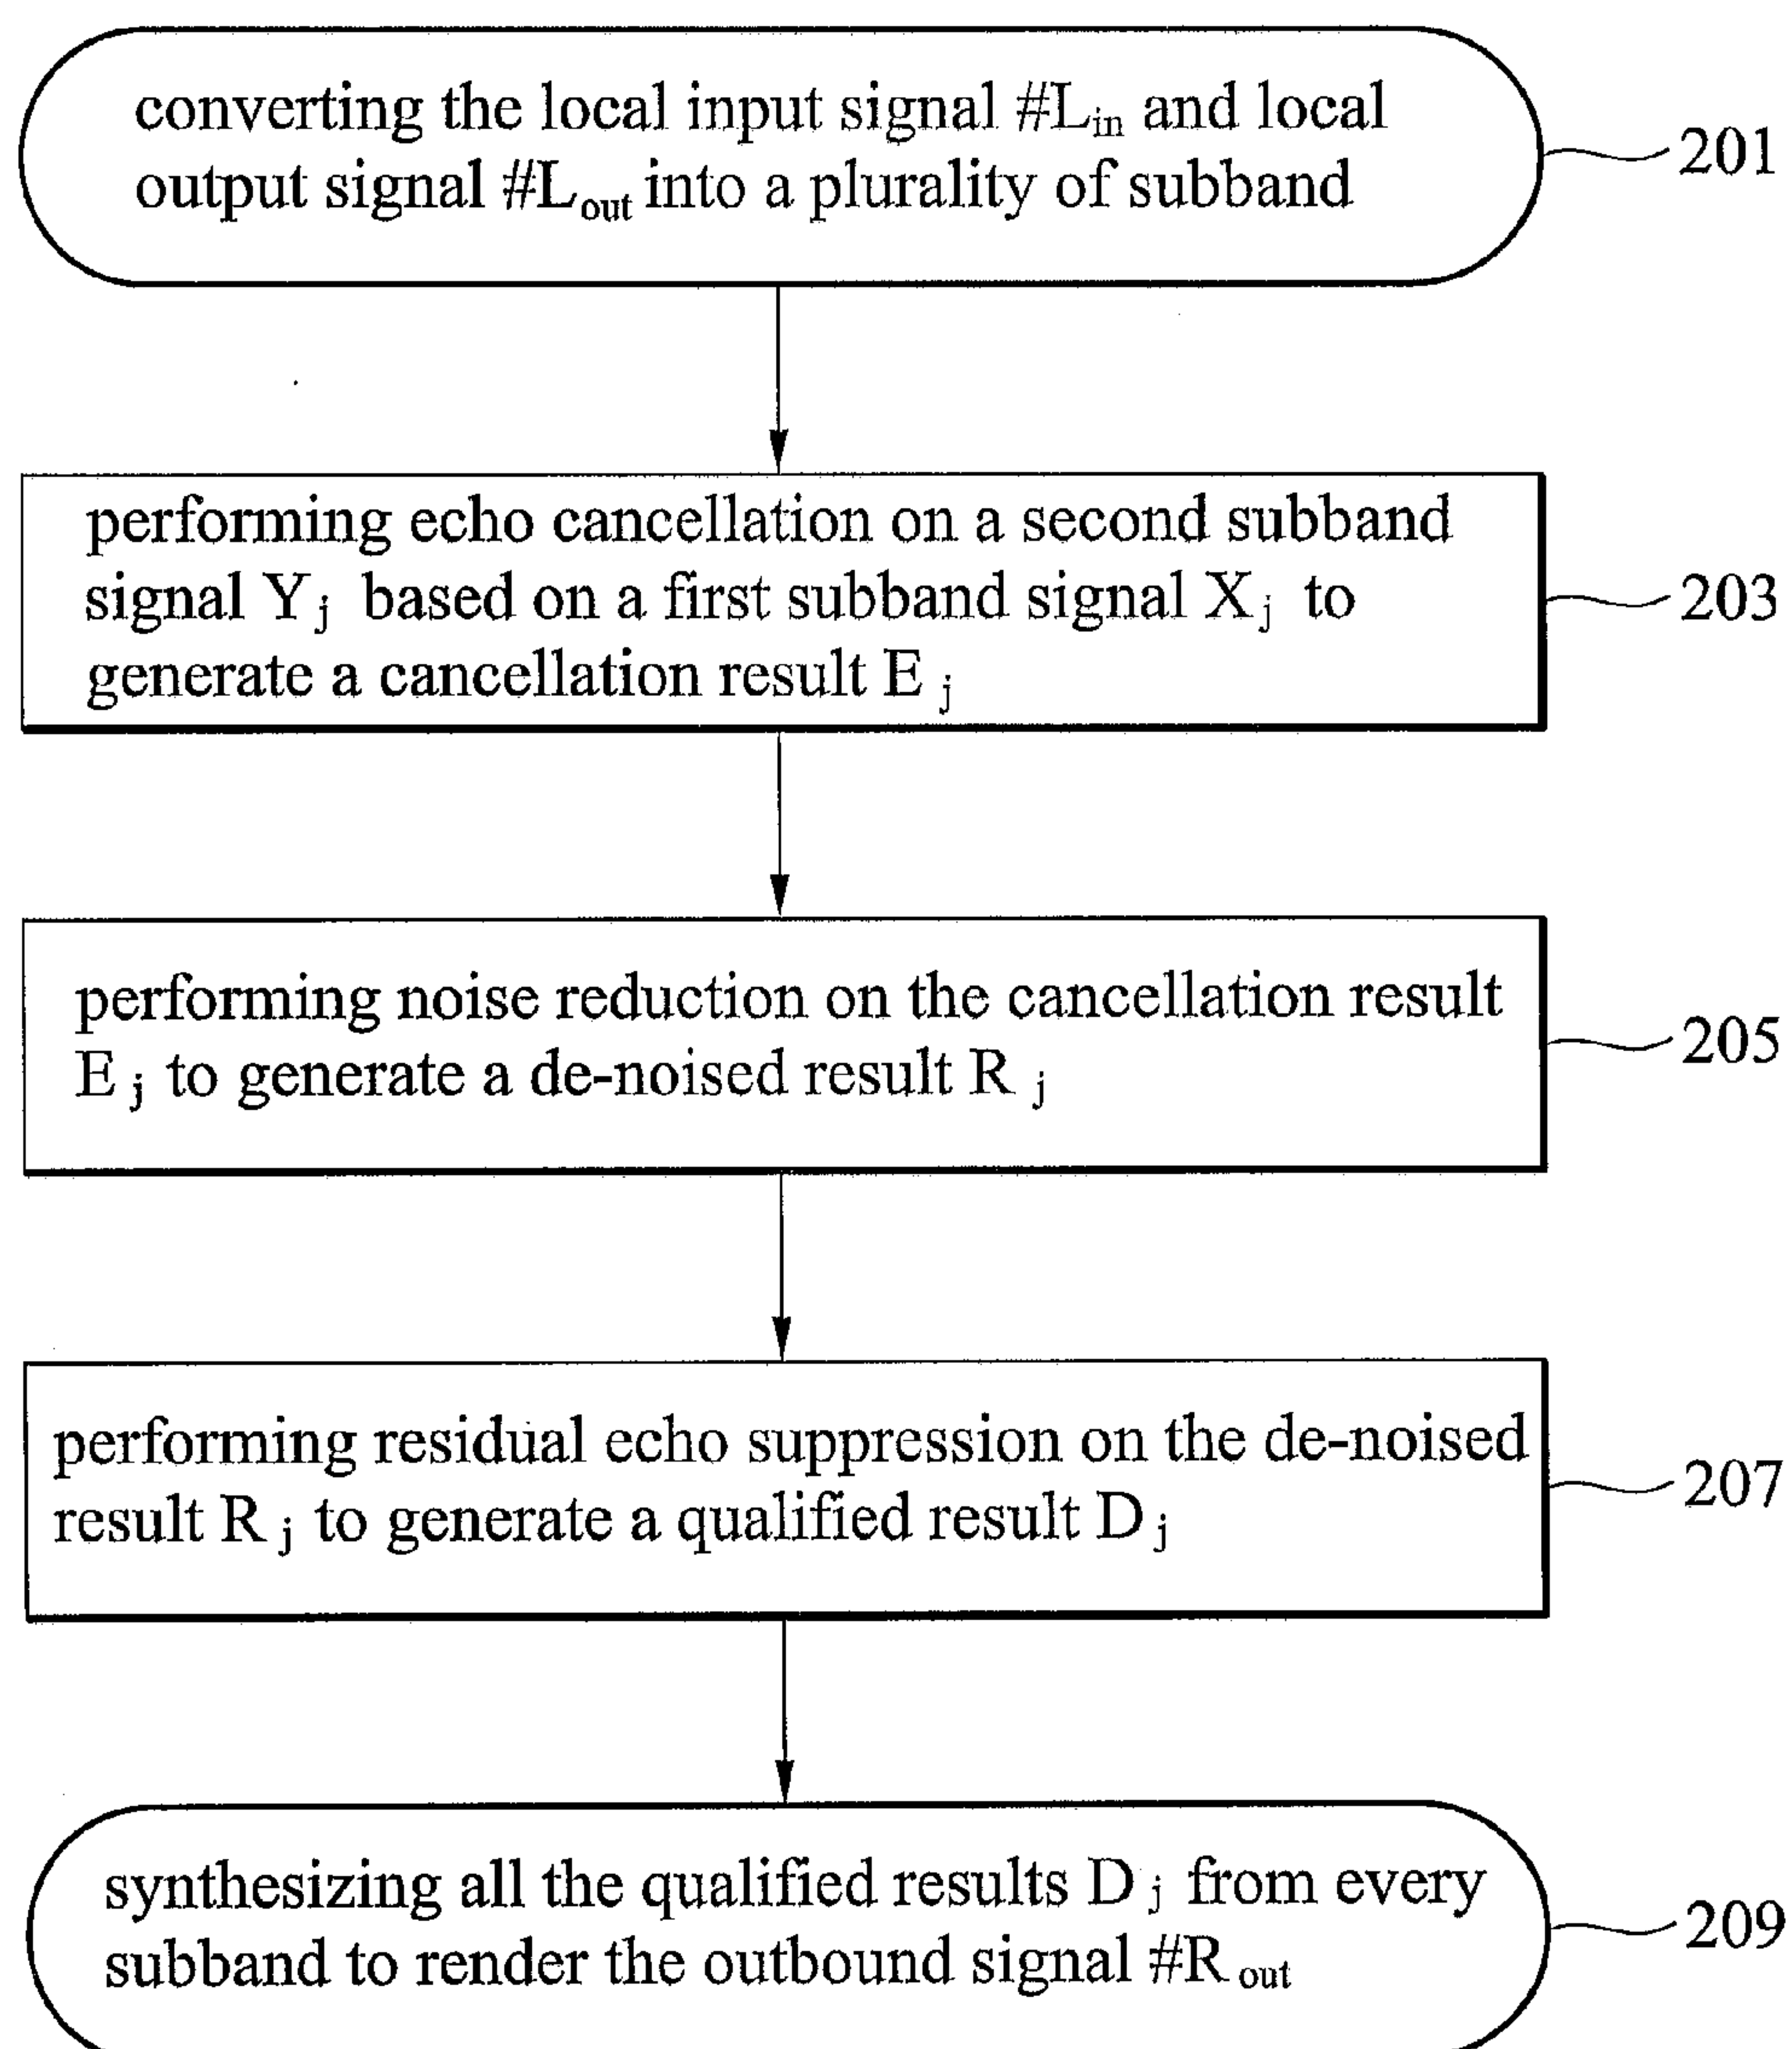 converting the local input signal #Lin and local
output signal #Lout into a plurality of subband
201
performing echo cancellation on a second subband
signal Yj based on a first subband signal Xj to
generate a cancellation result Ej
203
performing noise reduction on the cancellation result
Ej to generate a de-noised result Rj
205
performing residual echo suppression on the de-noised
result Rj to generate a qualified result Dj
207
synthesizing all the qualified results Dj from every
subband to render the outbound signal #Rout
209